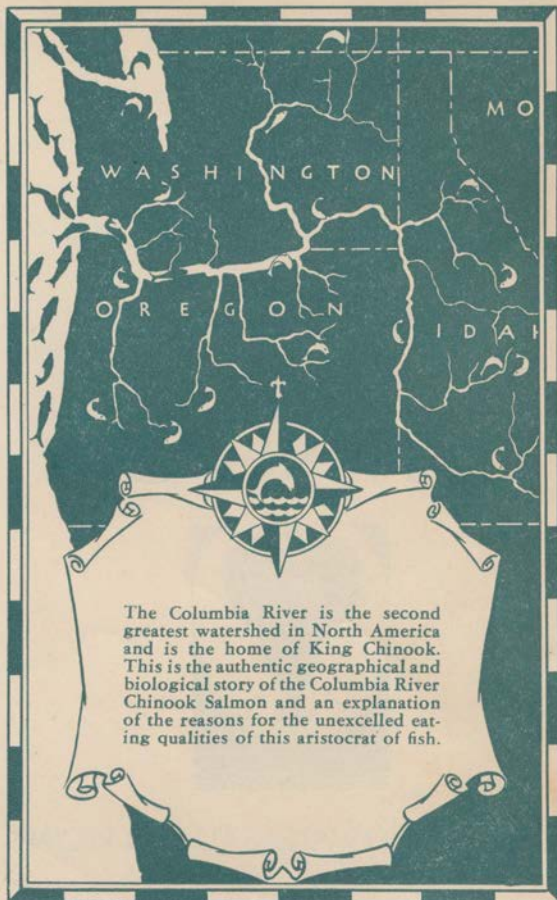 MO
WASHINGTON
OREGON
IDAH
The Columbia River is the second
greatest watershed in North America
and is the home of King Chinook.
This is the authentic geographical and
biological story of the Columbia River
Chinook Salmon and an explanation
of the reasons for the unexcelled eat-
ing qualities of this aristocrat of fish.